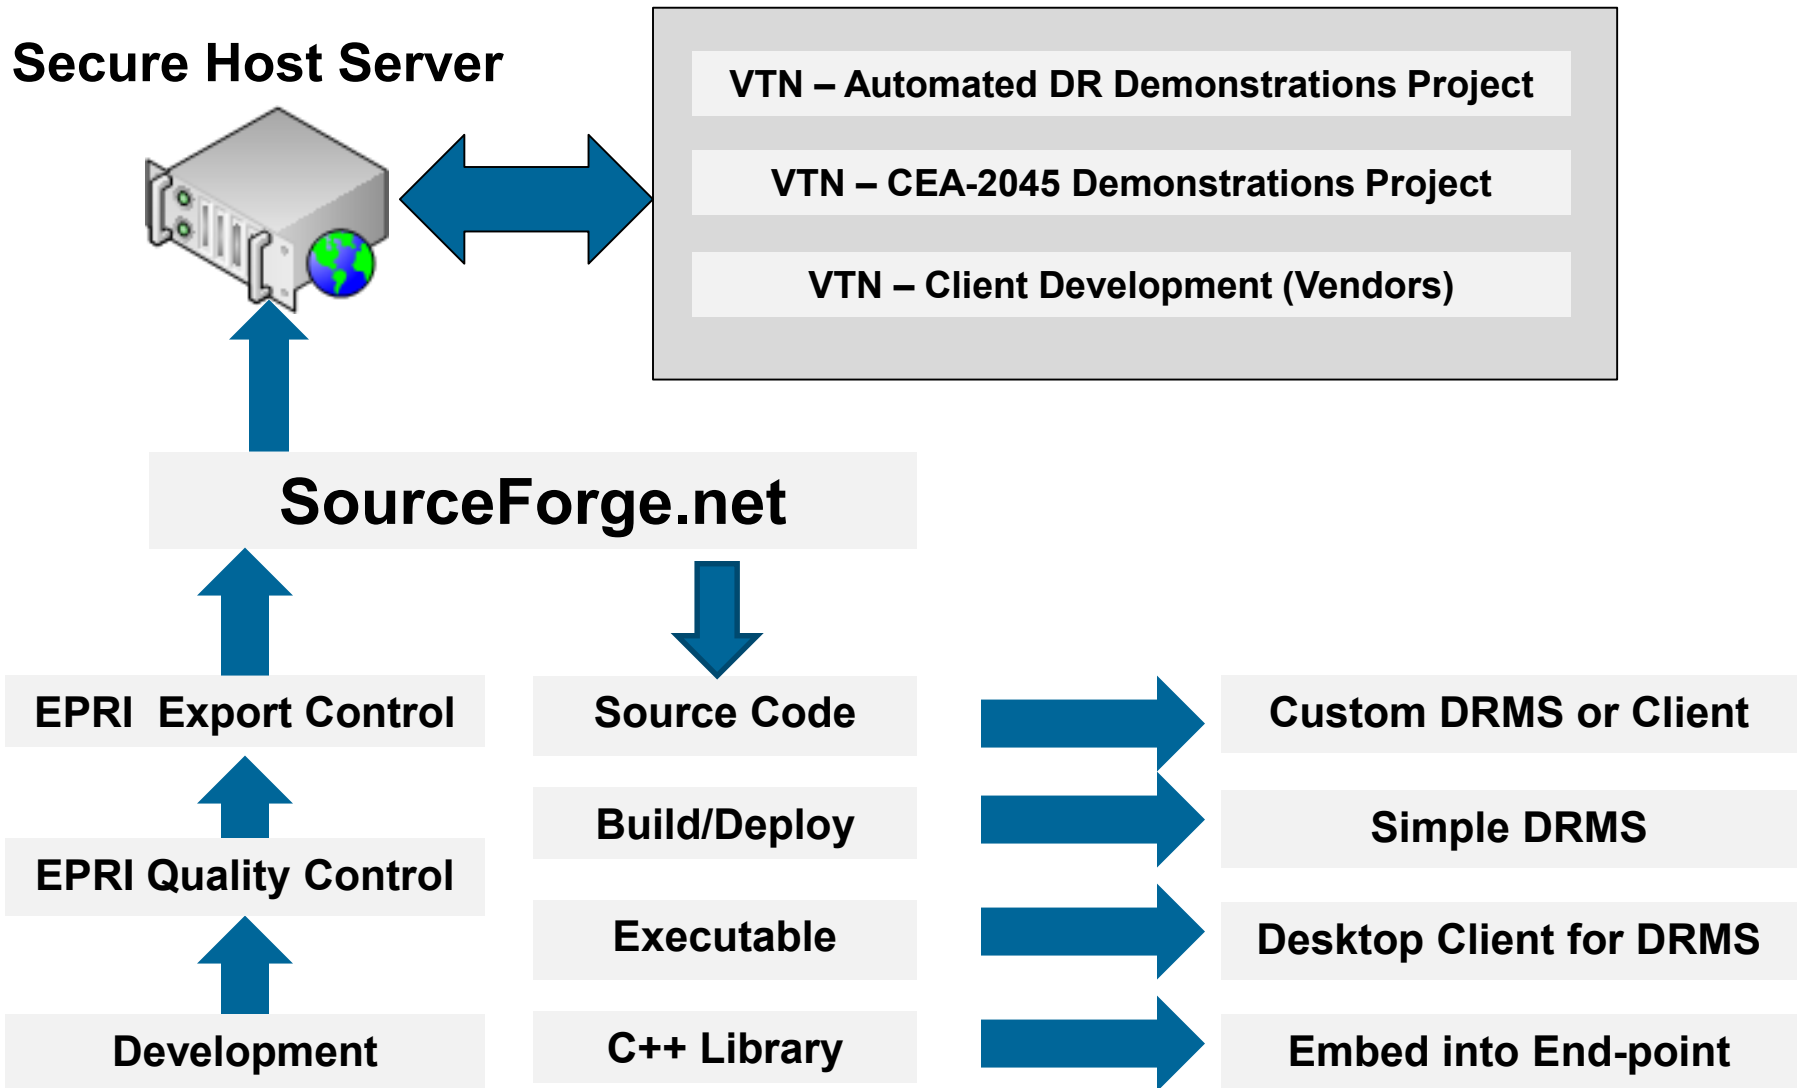 Secure Host Server
VTN – Automated DR Demonstrations Project
VTN – CEA-2045 Demonstrations Project
VTN – Client Development (Vendors)
SourceForge.net
EPRI  Export Control
Source Code
Custom DRMS or Client
Build/Deploy
Simple DRMS
EPRI Quality Control
Executable
Desktop Client for DRMS
Development
C++ Library
Embed into End-point